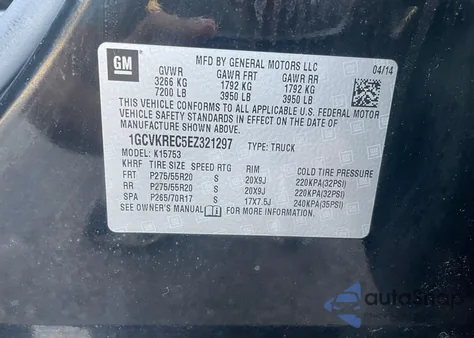 GM
MFD BY GENERAL MOTORS LLC
GVWR GAWR FRT GAWR RR 04/14
3266 KG 1792 KG 1792 KG
7200 LB 3950 LB 3950 LB
THIS VEHICLE CONFORMS TO ALL APPLICABLE U.S. FEDERAL MOTOR
VEHICLE SAFETY, BUMPER, AND THEFT PREVENTION STANDARDS
IN EFFECT ON THE DATE OF
MANUFACTURE SHOWN ABOVE.
1GCVKREC5EZ321297 TYPE: TRUCK
MODEL: K15753
KHRF TIRE SIZE SPEED RTG RIM COLD TIRE PRESSURE
FRT P275/55R20 S 20X9J 220KPA(32PSI)
RR P275/55R20 S 20X9J 220KPA(32PSI)
SPA P265/70R17 S 17X7.5J 240KPA(35PSI)
SEE OWNER'S MANUAL FOR MORE INFORMATION.
autoSnap